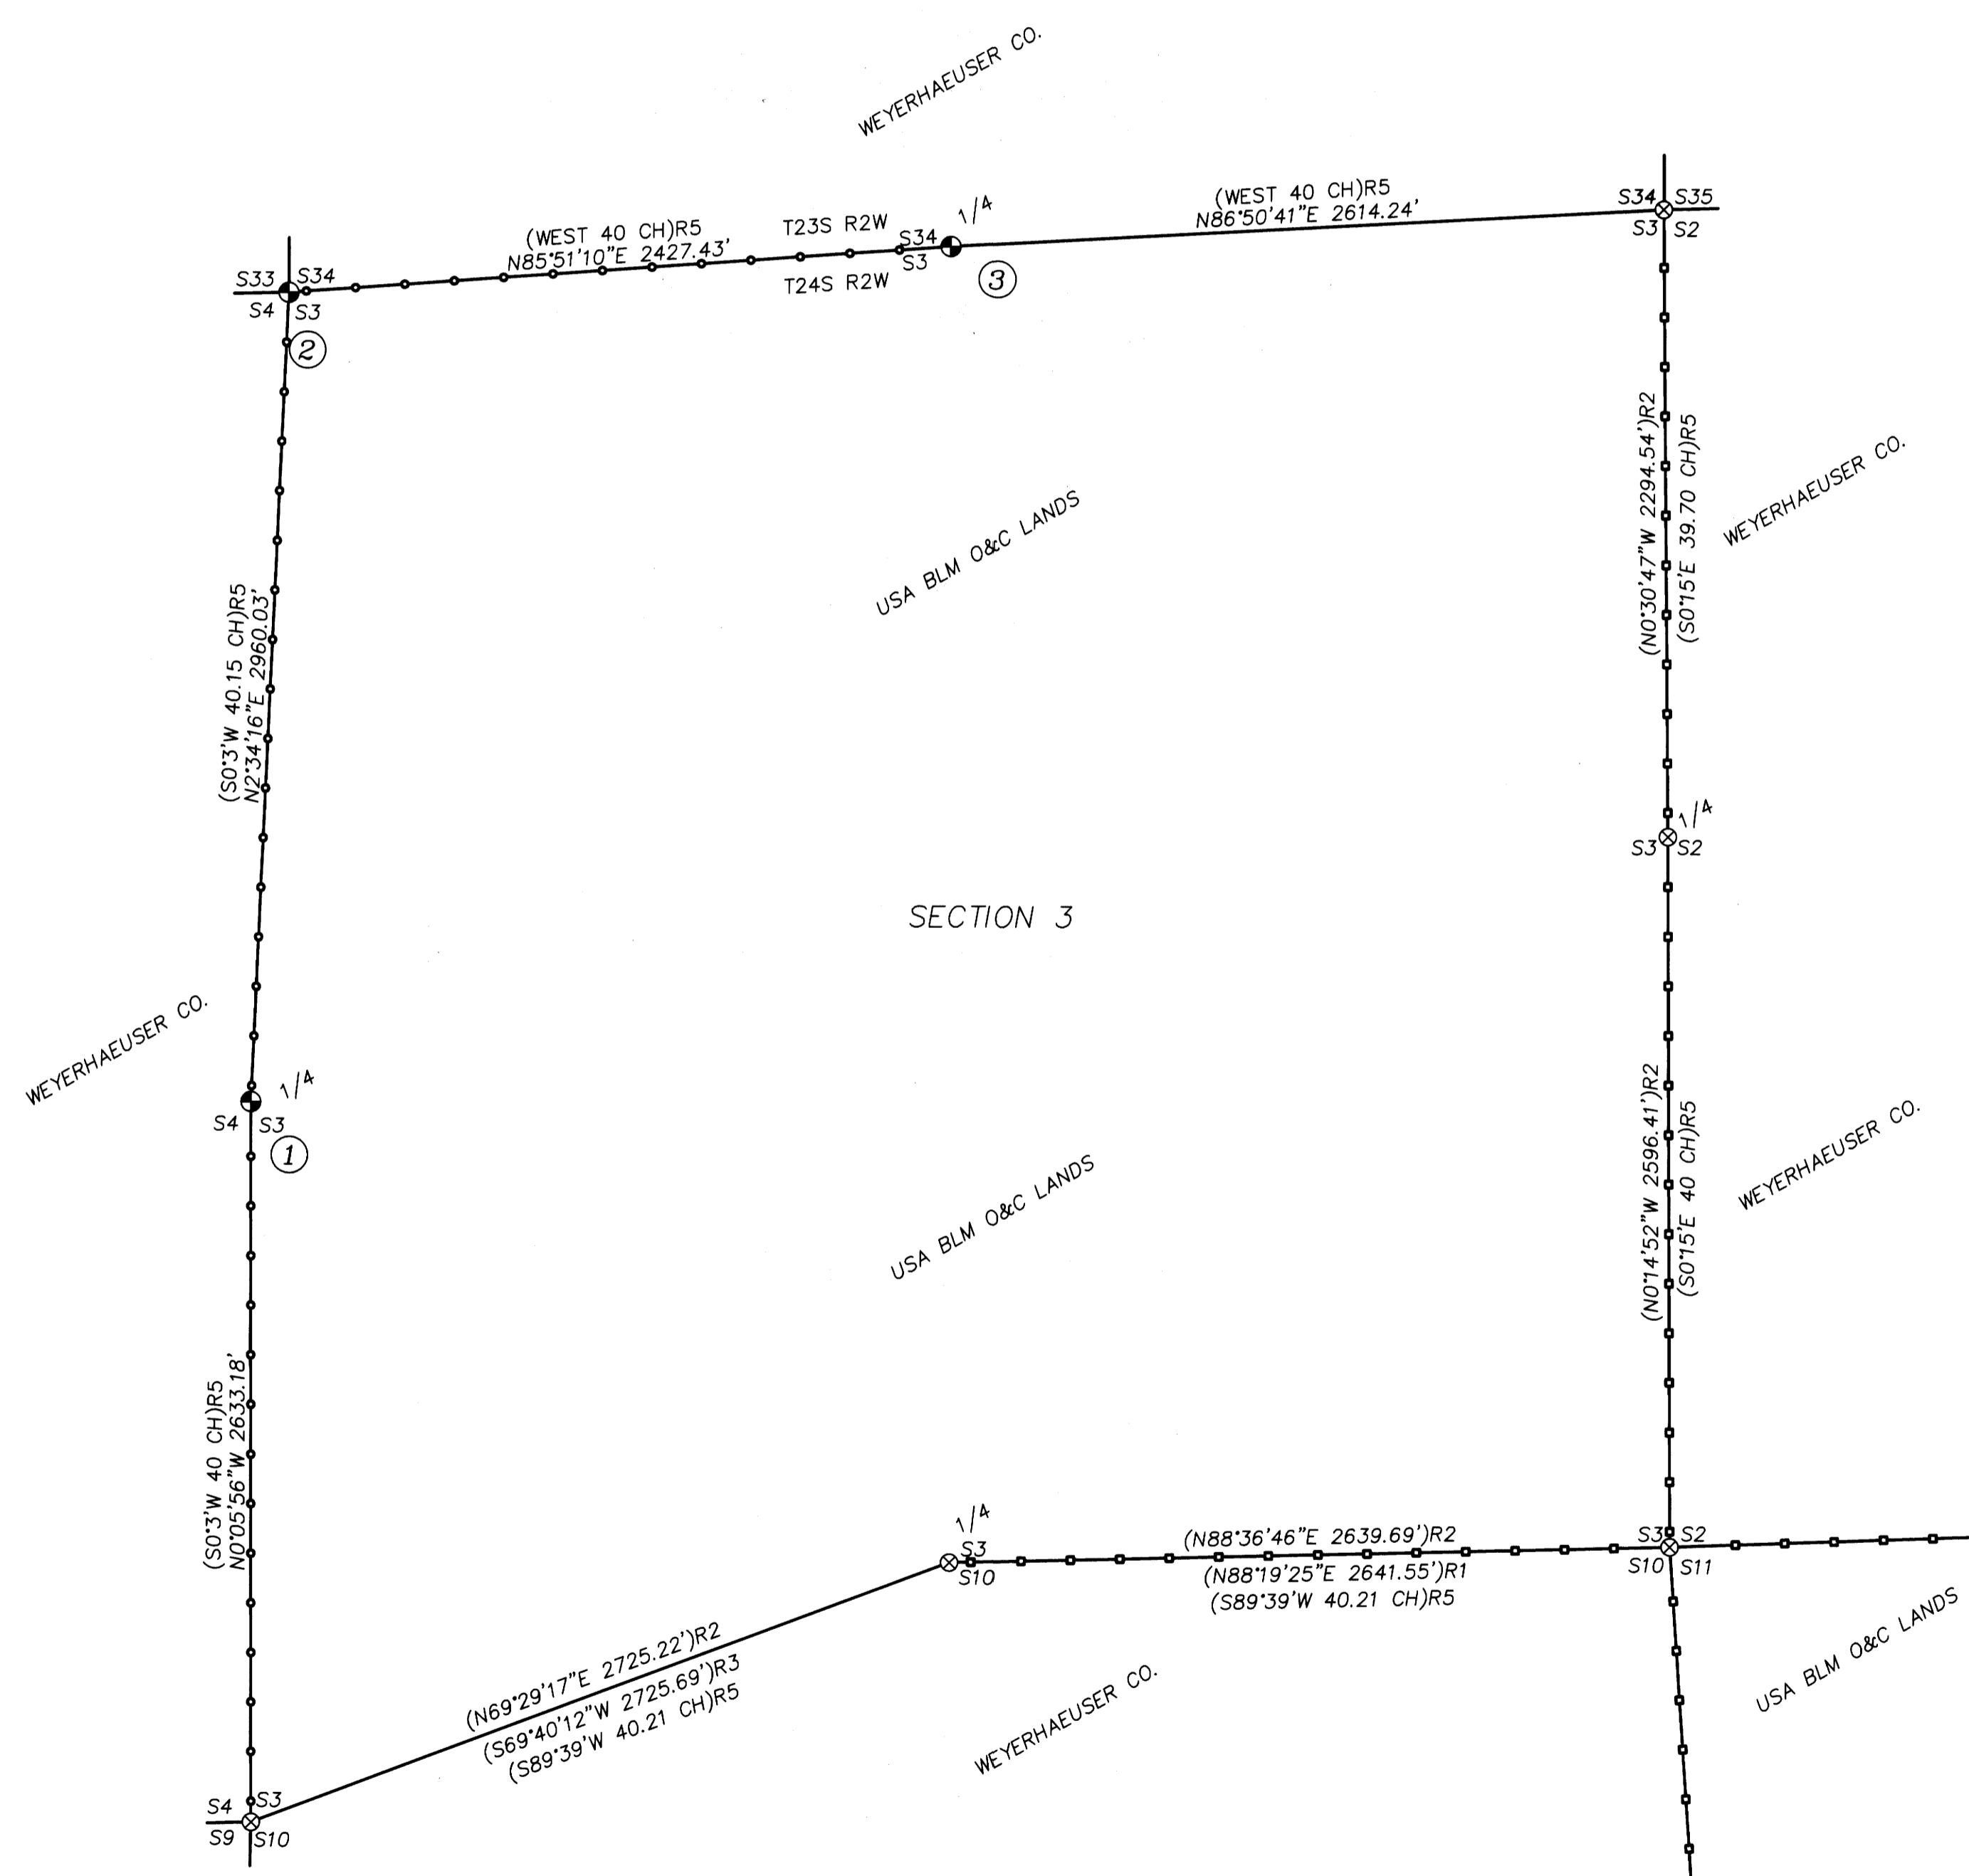 WEYERHAEUSER CO.
(WEST 40 CH)R5
N86°50'41"E 2614.24'
S34 S35
S3 S2
1/4
(WEST 40 CH)R5
N85°51'10"E 2427.43'
T23S R2W
T24S R2W
S34
S3
3
S33 S34
S4 S3
2
(N0°30'47"W 2294.54')R2
(S0°15'E 39.70 CH)R5
WEYERHAEUSER CO.
USA BLM O&C LANDS
(S0°3'W 40.15 CH)R5
N2°34'16"E 2960.03'
1/4
S3 S2
SECTION 3
WEYERHAEUSER CO.
1/4
S4 S3
1
(N0°14'52"W 2596.41')R2
(S0°15'E 40 CH)R5
WEYERHAEUSER CO.
USA BLM O&C LANDS
(S0°3'W 40 CH)R5
N0°05'56"W 2633.18'
1/4
S3
S10
(N88°36'46"E 2639.69')R2
(N88°19'25"E 2641.55')R1
(S89°39'W 40.21 CH)R5
S3 S2
S10 S11
USA BLM O&C LANDS
(N69°29'17"E 2725.22')R2
(S69°40'12"W 2725.69')R3
(S89°39'W 40.21 CH)R5
WEYERHAEUSER CO.
S4 S3
S9 S10